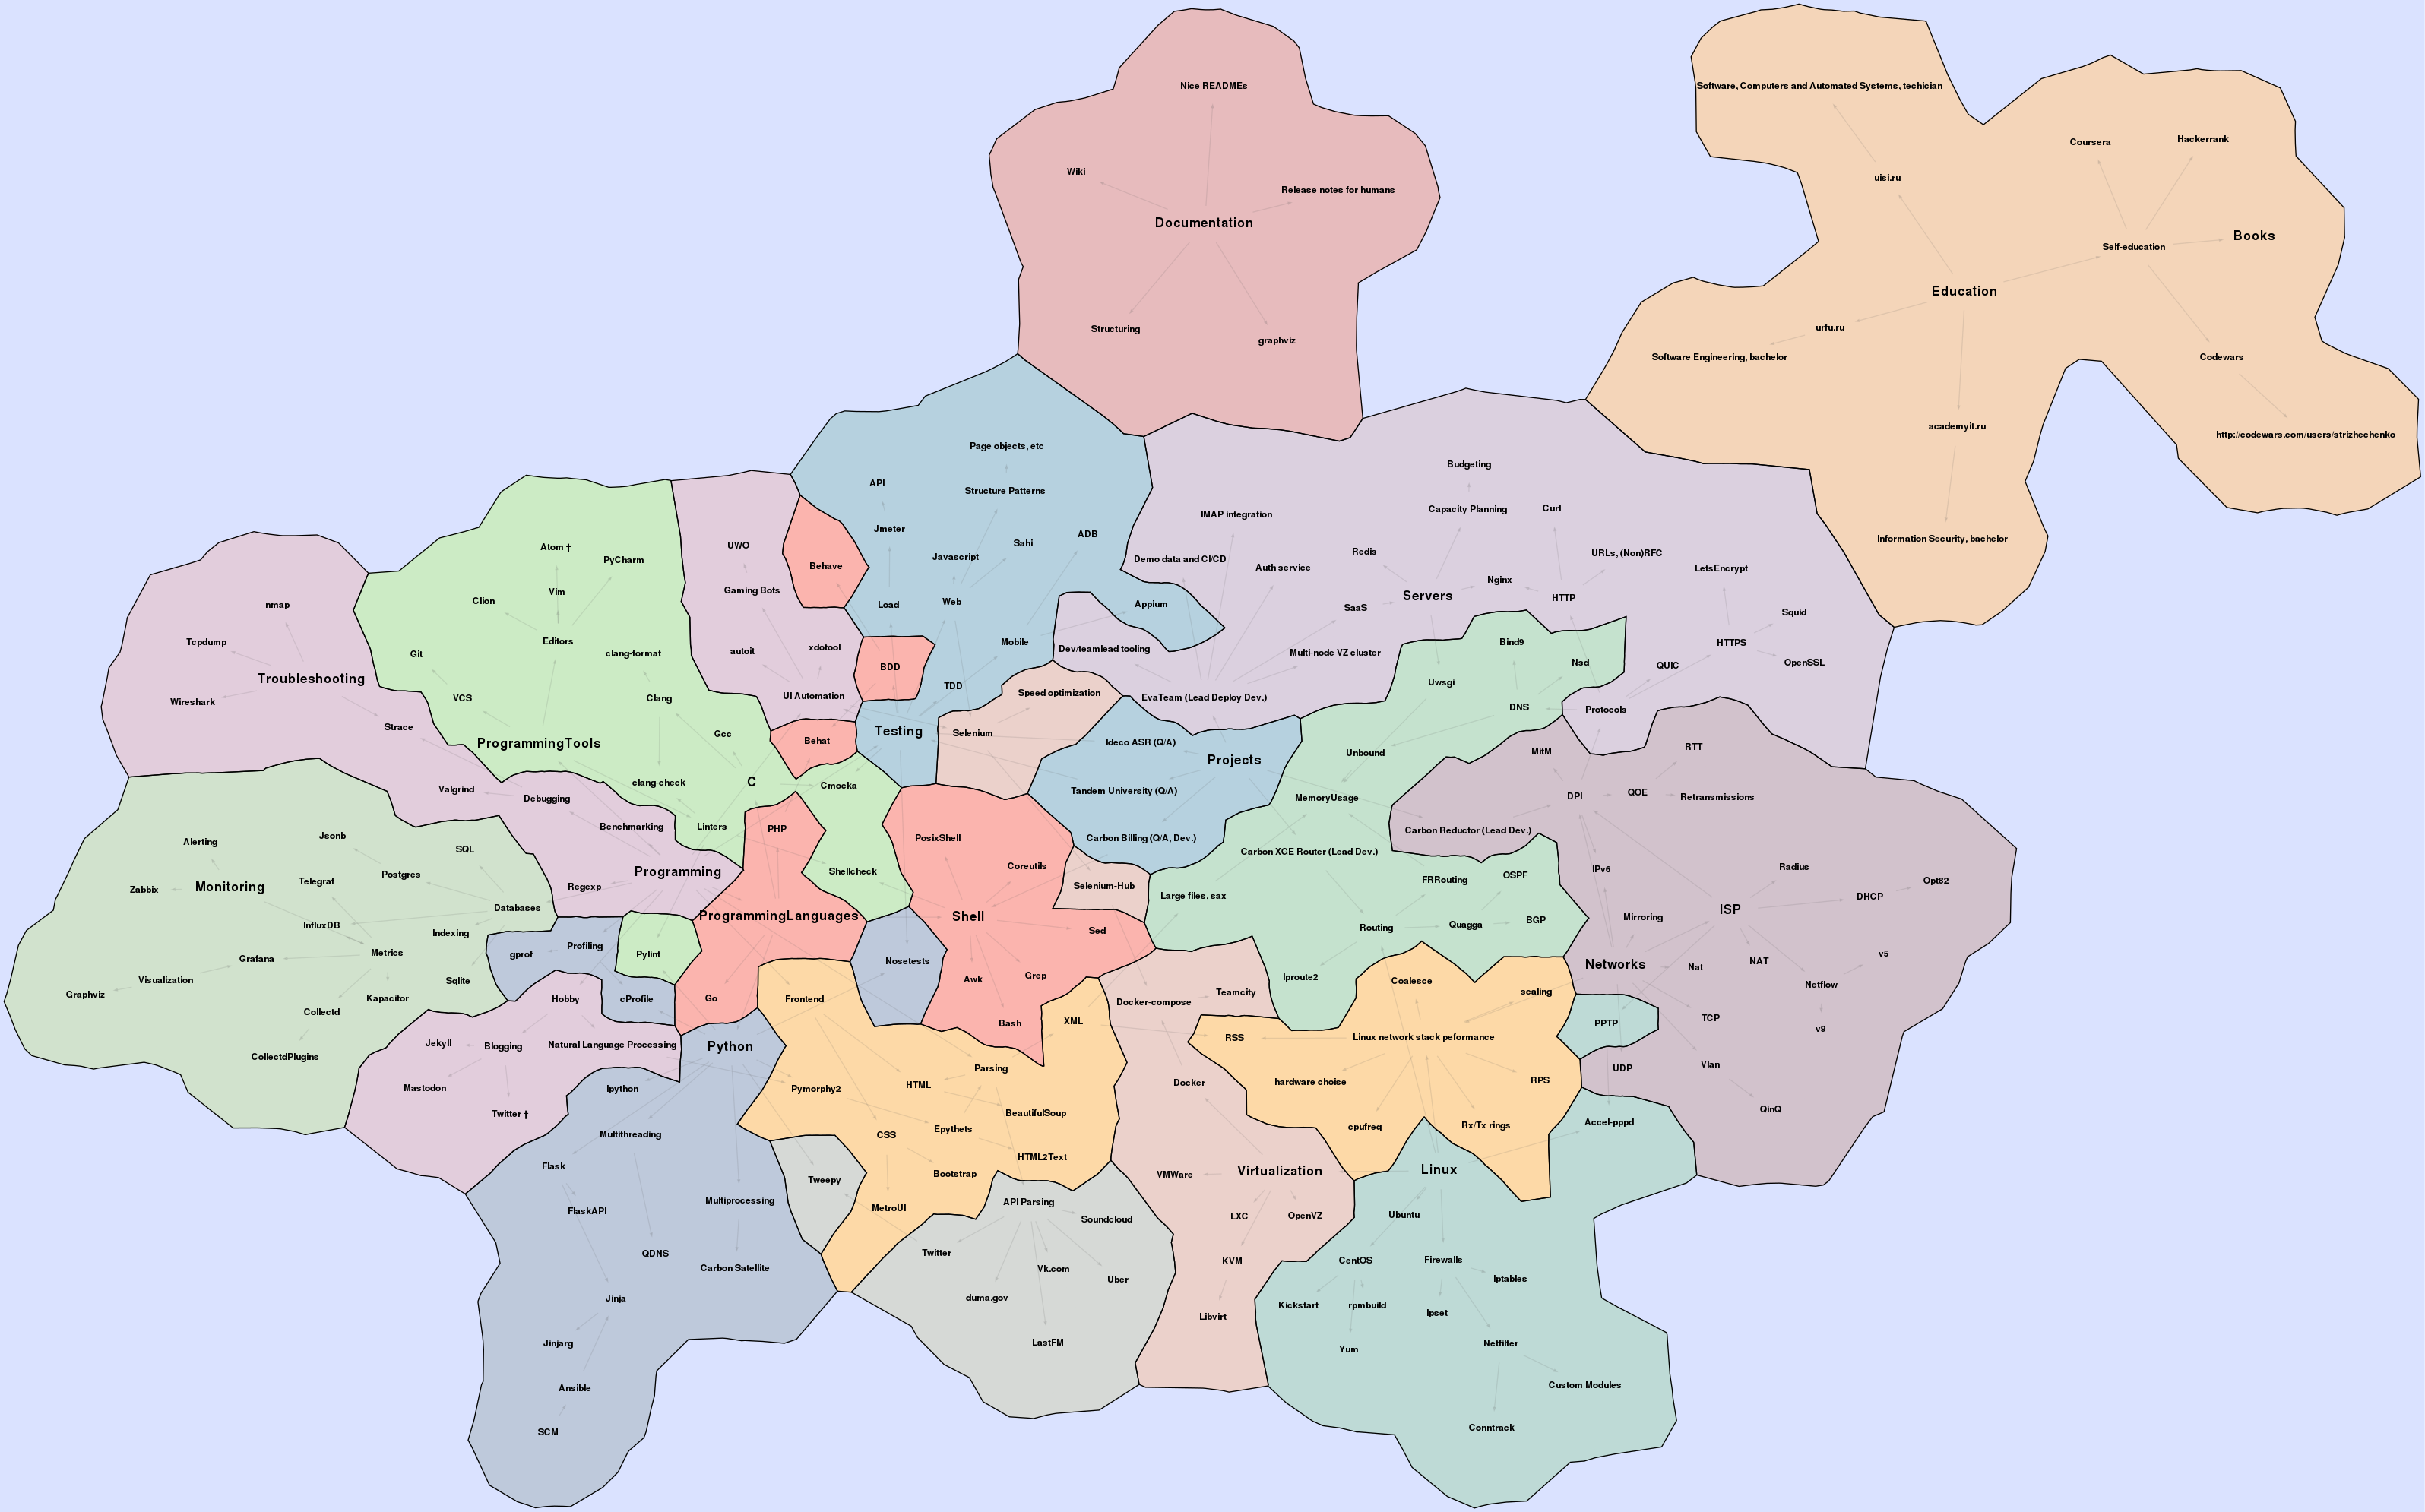 Nice READMEs
Wiki
Release notes for humans
Documentation
Structuring
graphviz
Software, Computers and Automated Systems, techician
Coursera
Hackerrank
uisi.ru
Books
Self-education
Education
urfu.ru
Software Engineering, bachelor
Codewars
academyit.ru
http://codewars.com/users/strizhechenko
Information Security, bachelor
Page objects, etc
API
Structure Patterns
Jmeter
ADB
Sahi
Javascript
Load
Web
Appium
Mobile
TDD
Testing
Budgeting
Capacity Planning
Curl
IMAP integration
Redis
URLs, (Non)RFC
Demo data and CI/CD
Auth service
LetsEncrypt
Nginx
Servers
HTTP
SaaS
Squid
HTTPS
Dev/teamlead tooling
Multi-node VZ cluster
OpenSSL
QUIC
EvaTeam (Lead Deploy Dev.)
Protocols
UWO
Gaming Bots
autoit
xdotool
UI Automation
Behave
BDD
Behat
Atom †
PyCharm
Vim
Clion
Editors
Git
clang-format
VCS
Clang
Gcc
ProgrammingTools
C
clang-check
Cmocka
Linters
Shellcheck
Pylint
nmap
Tcpdump
Troubleshooting
Wireshark
Strace
Valgrind
Debugging
Benchmarking
Programming
Regexp
Speed optimization
Selenium
Selenium-Hub
Ideco ASR (Q/A)
Projects
Tandem University (Q/A)
Carbon Billing (Q/A, Dev.)
Bind9
Nsd
Uwsgi
DNS
Unbound
MemoryUsage
Carbon XGE Router (Lead Dev.)
Large files, sax
FRRouting
OSPF
Quagga
BGP
Routing
Iproute2
MitM
RTT
QOE
Retransmissions
DPI
Carbon Reductor (Lead Dev.)
IPv6
Radius
Opt82
DHCP
ISP
Mirroring
Networks
Nat
NAT
v5
Netflow
TCP
v9
Vlan
UDP
QinQ
PPTP
Accel-pppd
Jsonb
Alerting
SQL
Postgres
Telegraf
Zabbix
Monitoring
Databases
InfluxDB
Indexing
Metrics
Grafana
Visualization
Sqlite
Graphviz
Kapacitor
Collectd
CollectdPlugins
Profiling
gprof
cProfile
Hobby
Jekyll
Blogging
Natural Language Processing
Mastodon
Twitter †
PHP
ProgrammingLanguages
Go
PosixShell
Coreutils
Shell
Sed
Awk
Grep
Bash
Nosetests
Python
Ipython
Multithreading
Flask
FlaskAPI
Multiprocessing
QDNS
Carbon Satellite
Jinja
Jinjarg
Ansible
SCM
Frontend
XML
Parsing
HTML
Pymorphy2
BeautifulSoup
Epythets
CSS
HTML2Text
Bootstrap
MetroUI
Tweepy
API Parsing
Soundcloud
Twitter
Vk.com
Uber
duma.gov
LastFM
Docker-compose
Teamcity
Docker
VMWare
Virtualization
LXC
OpenVZ
KVM
Libvirt
Coalesce
scaling
RSS
Linux network stack peformance
hardware choise
RPS
cpufreq
Rx/Tx rings
Linux
Ubuntu
CentOS
Firewalls
Iptables
Kickstart
rpmbuild
Ipset
Yum
Netfilter
Custom Modules
Conntrack